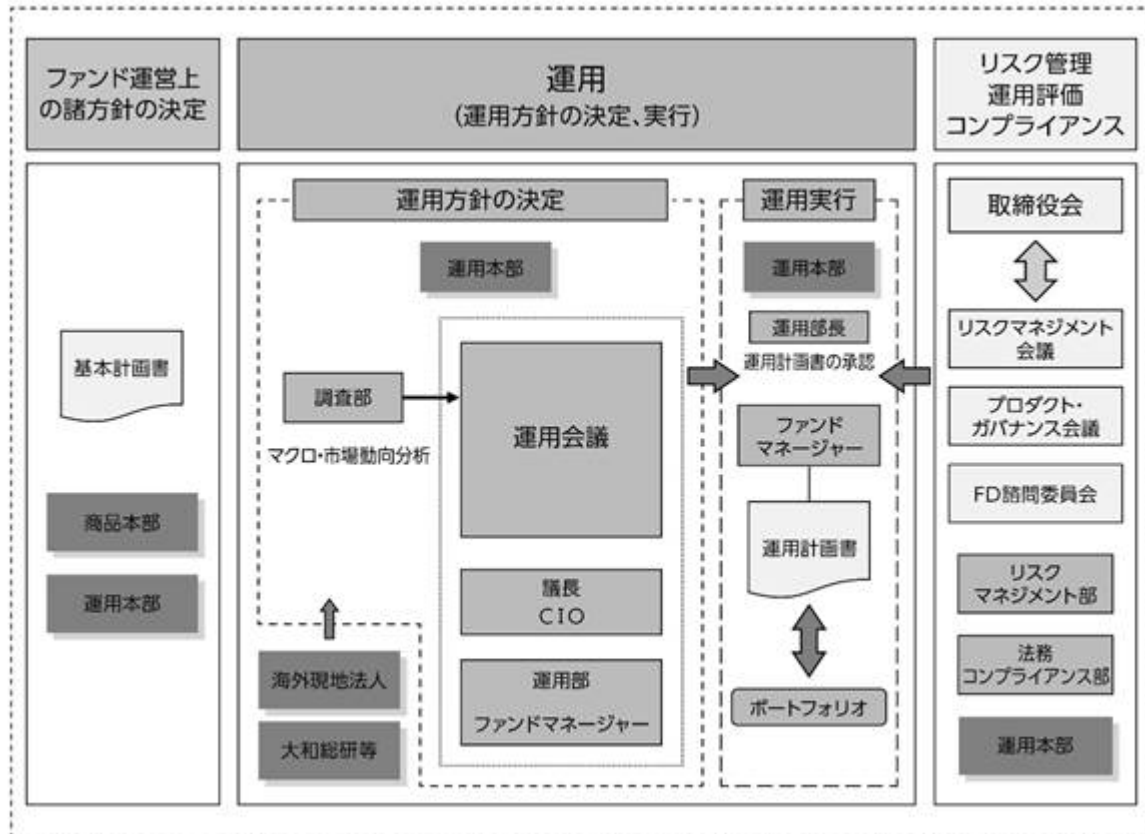 ファンド運営上
の諸方針の決定
基本計画書
商品本部
運用本部
運用
(運用方針の決定、実行)
運用方針の決定
運用本部
調査部
マクロ・市場動向分析
運用会議
議長
CIO
運用部
ファンドマネージャー
海外現地法人
大和総研等
運用実行
運用本部
運用部長
運用計画書の承認
ファンド
マネージャー
運用計画書
ポートフォリオ
リスク管理
運用評価
コンプライアンス
取締役会
リスクマネジメント
会議
プロダクト・
ガバナンス会議
FD諮問委員会
リスク
マネジメント部
法務
コンプライアンス部
運用本部